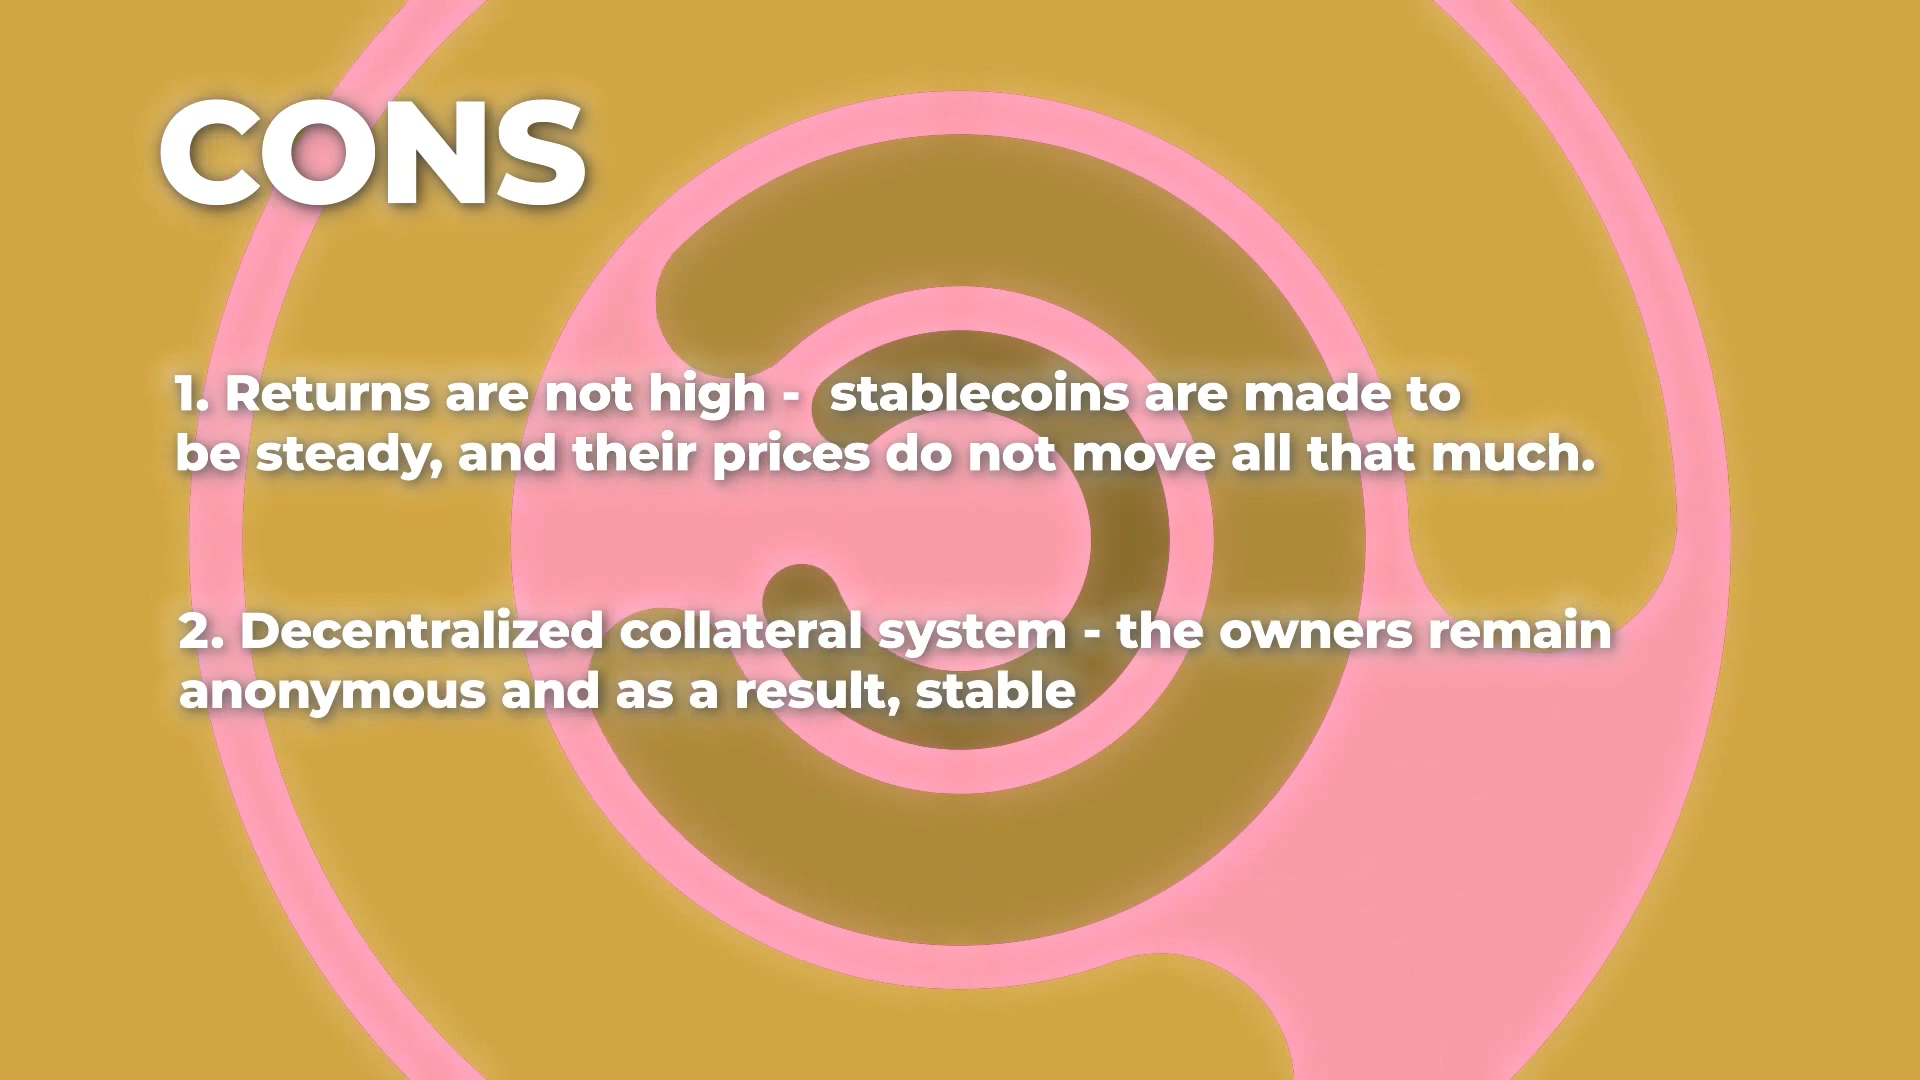 CONS
1. Returns are not high -  stablecoins are made to
be steady, and their prices do not move all that much.
2. Decentralized collateral system - the owners remain
anonymous and as a result, stable